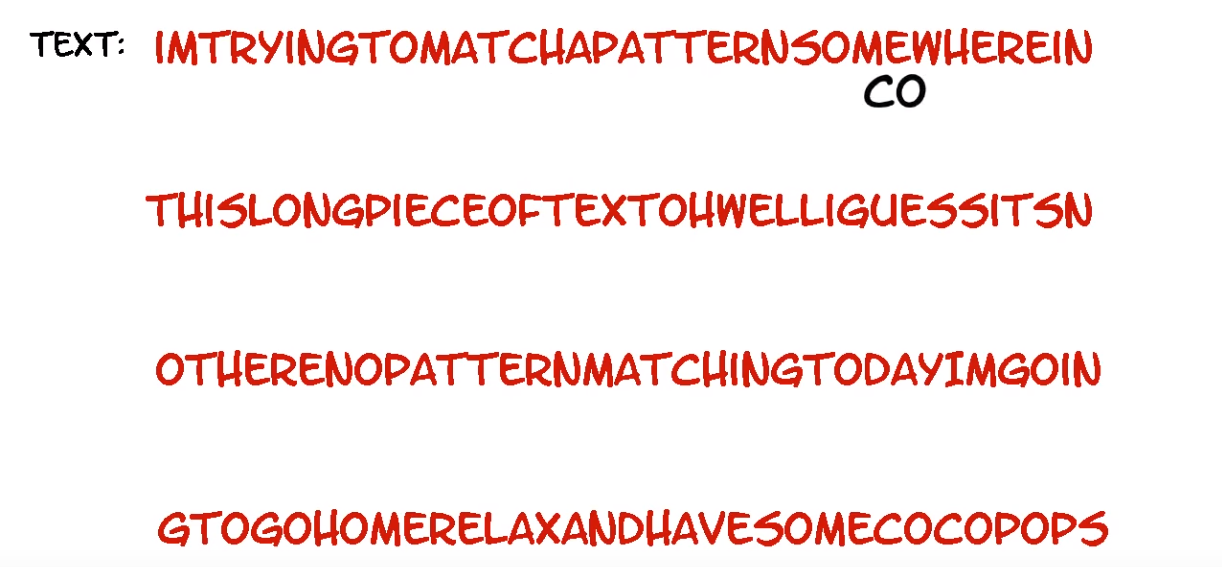 TEXT: IMTRYINGTOMATCHAPATTERNSOMEWHEREIN
CO
THISLONGPIECEOFTEXTOHWELLIGUESSITSN
OTHERENOPATTERNMATCHINGTODAYIMGOIN
GTOGOHOMERELAXANDHAVESOMECOCOPOPS